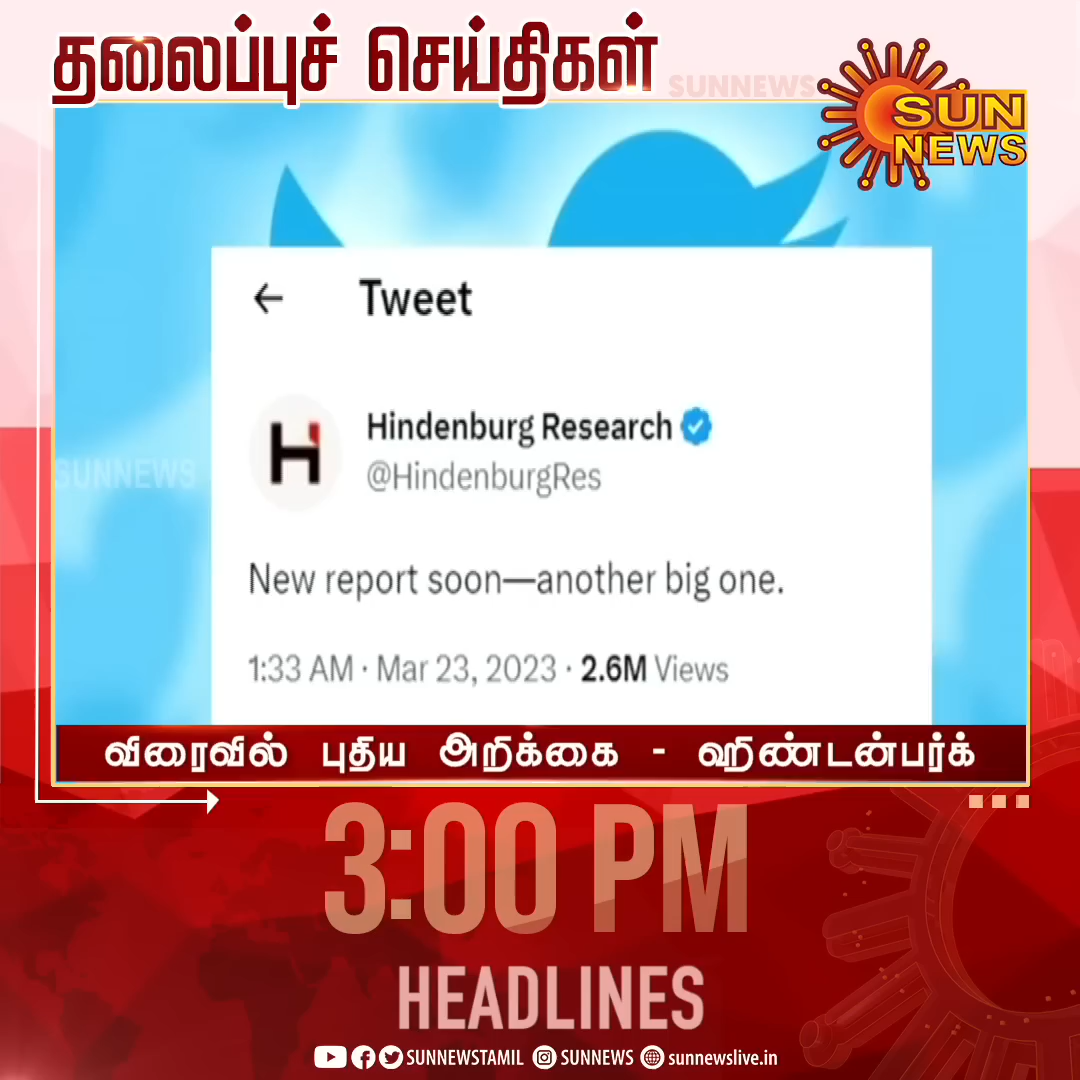 தலைப்புச் செய்திகள்
SUNNEWS
SUN
NEWS
Tweet
Hindenburg Research
@HindenburgRes
SUNNEWS
New report soon—another big one.
1:33 AM · Mar 23, 2023 · 2.6M Views
விரைவில் புதிய அறிக்கை - ஹிண்டன்பர்க்
3:00 PM
HEADLINES
SUNNEWSTAMIL SUNNEWS sunnewslive.in